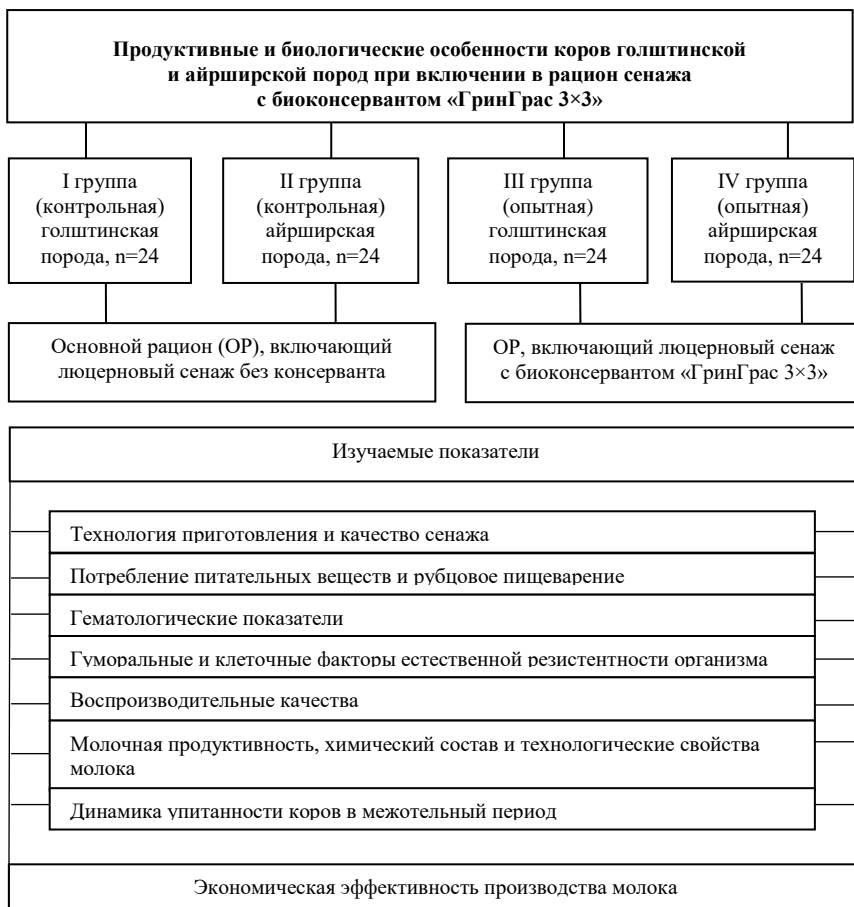 Продуктивные и биологические особенности коров голштинской
и айрширской пород при включении в рацион сенажа
с биоконсервантом «ГринГрас 3×3»
I группа
(контрольная)
голштинская
порода, n=24
II группа
(контрольная)
айрширская
порода, n=24
III группа
(опытная)
голштинская
порода, n=24
IV группа
(опытная)
айрширская
порода, n=24
Основной рацион (ОР), включающий
люцерновый сенаж без консерванта
ОР, включающий люцерновый сенаж
с биоконсервантом «ГринГрас 3×3»
Изучаемые показатели
Технология приготовления и качество сенажа
Потребление питательных веществ и рубцовое пищеварение
Гематологические показатели
Гуморальные и клеточные факторы естественной резистентности организма
Воспроизводительные качества
Молочная продуктивность, химический состав и технологические свойства
молока
Динамика упитанности коров в межотельный период
Экономическая эффективность производства молока